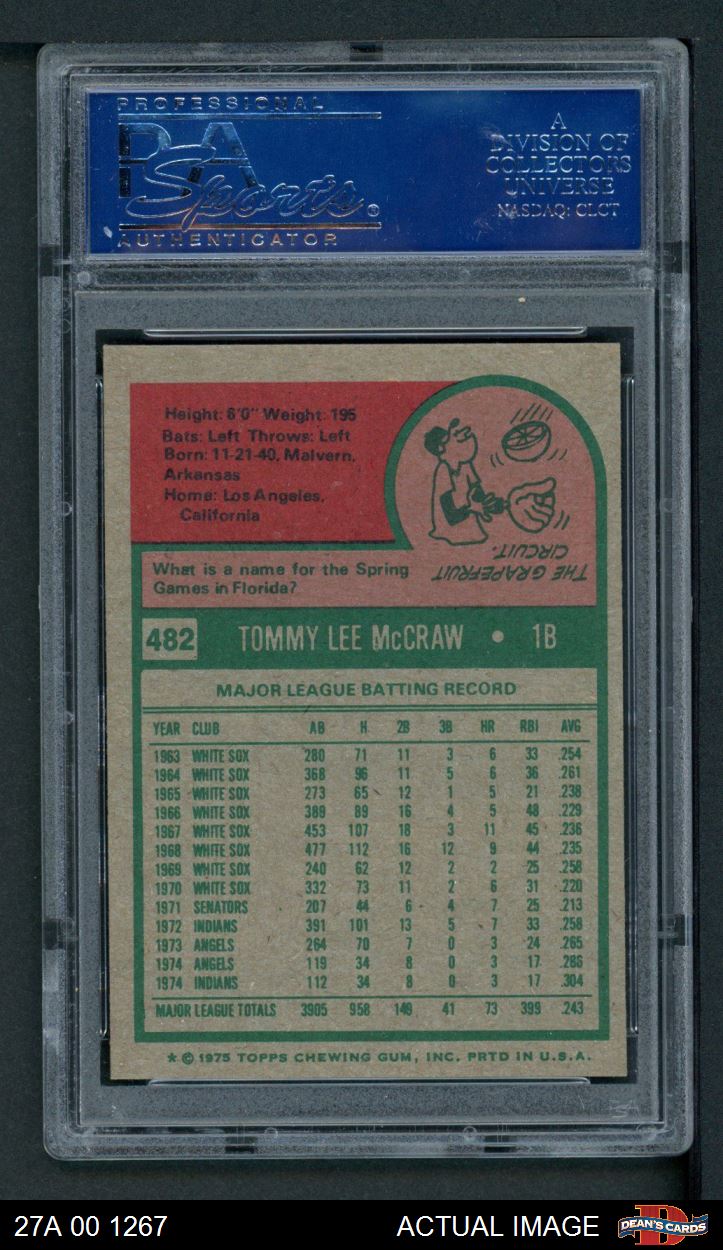 PROFESSIONAL
PSA
Sports®
AUTHENTICATOR
A
DIVISION OF
COLLECTORS
UNIVERSE
NASDAQ: CLCT
Height: 6'0" Weight: 195
Bats: Left Throws: Left
Born: 11-21-40, Malvern,
Arkansas
Home: Los Angeles,
California
What is a name for the Spring
Games in Florida?
THE GRAPEFRUIT
CIRCUIT.
482 TOMMY LEE McCRAW • 1B
MAJOR LEAGUE BATTING RECORD
YEAR CLUB AB H 2B 3B HR RBI AVG
1963 WHITE SOX 280 71 11 3 6 33 .254
1964 WHITE SOX 368 96 11 5 6 36 .261
1965 WHITE SOX 273 65 12 1 5 21 .238
1966 WHITE SOX 389 89 16 4 5 48 .229
1967 WHITE SOX 453 107 18 3 11 45 .236
1968 WHITE SOX 477 112 16 12 9 44 .235
1969 WHITE SOX 240 62 12 2 2 25 .258
1970 WHITE SOX 332 73 11 2 6 31 .220
1971 SENATORS 207 44 6 4 7 25 .213
1972 INDIANS 391 101 13 5 7 33 .258
1973 ANGELS 264 70 7 0 3 24 .265
1974 ANGELS 119 34 8 0 3 17 .286
1974 INDIANS 112 34 8 0 3 17 .304
MAJOR LEAGUE TOTALS 3905 958 149 41 73 399 .243
* © 1975 TOPPS CHEWING GUM, INC. PRTD IN U.S.A.
27A 00 1267 ACTUAL IMAGE DEAN'S CARDS